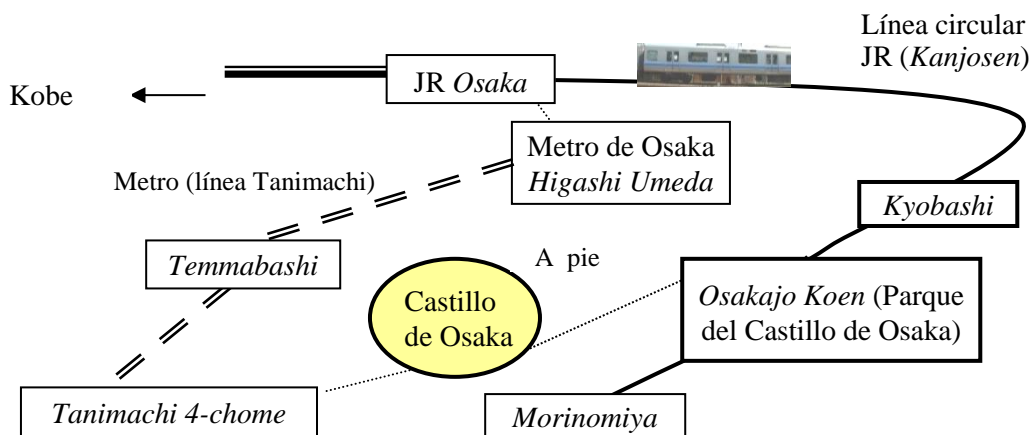 Línea circular
JR (Kanjosen)
JR Osaka
Kobe
Metro de Osaka
Higashi Umeda
Metro (línea Tanimachi)
Kyobashi
Temmabashi
A pie
Castillo
de Osaka
Osakajo Koen (Parque
del Castillo de Osaka)
Tanimachi 4-chome
Morinomiya